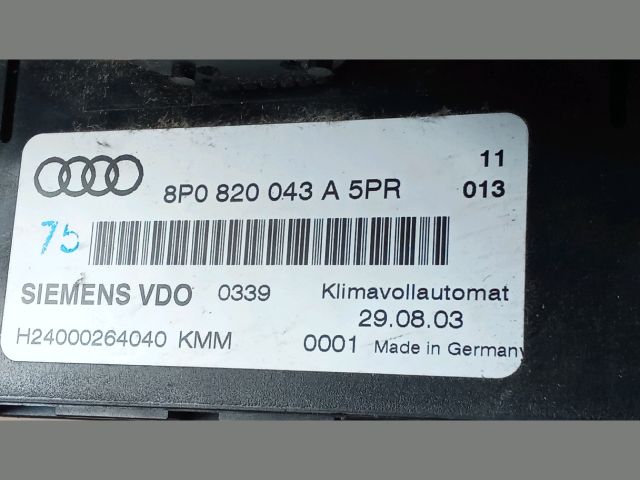 8P0 820 043 A 5PR
11
013
75
SIEMENS VDO 0339 Klimavollautomat
29.08.03
H24000264040 KMM 0001 Made in Germany